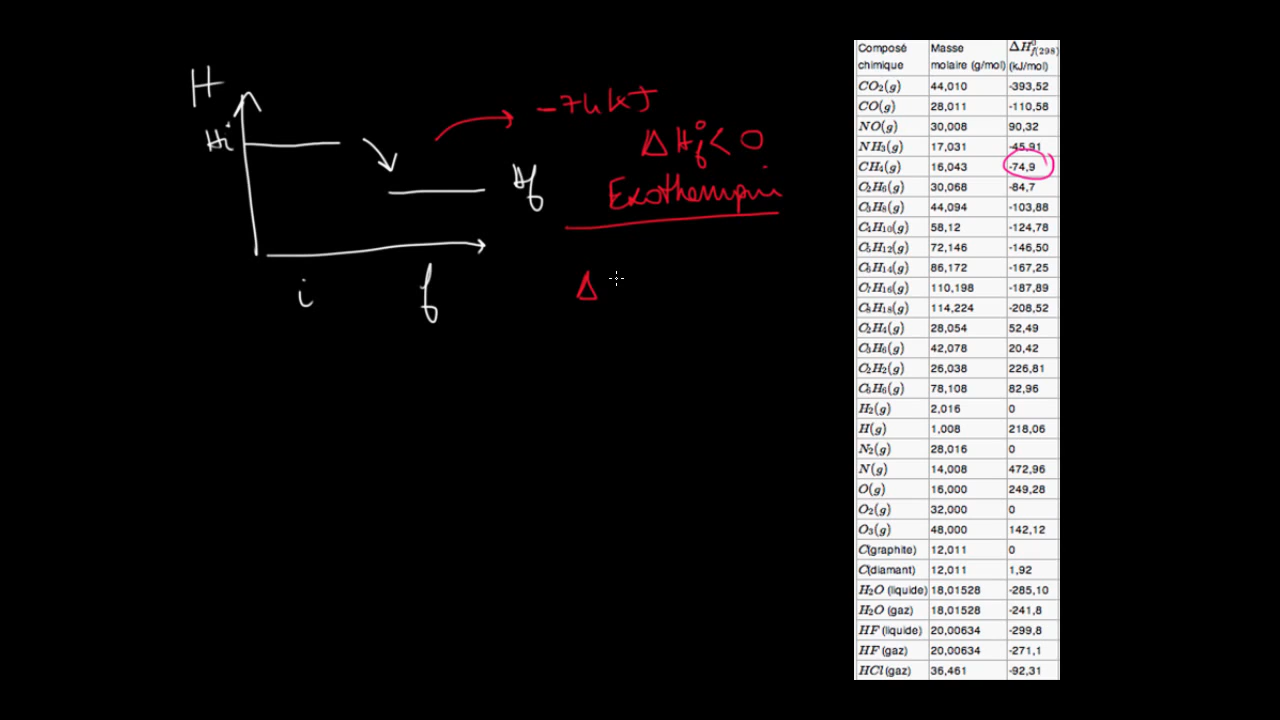 H
Hi
Hf
i
f
-74 kJ
ΔHf° < 0
Exothermique
Δ
Composé chimique | Masse molaire (g/mol) | ΔH⁰f(298) (kJ/mol)
CO₂(g) 44,010 -393,52
CO(g) 28,011 -110,58
NO(g) 30,008 90,32
NH₃(g) 17,031 -45,91
CH₄(g) 16,043 -74,9
C₂H₆(g) 30,068 -84,7
C₃H₈(g) 44,094 -103,88
C₄H₁₀(g) 58,12 -124,78
C₅H₁₂(g) 72,146 -146,50
C₆H₁₄(g) 86,172 -167,25
C₇H₁₆(g) 110,198 -187,89
C₈H₁₈(g) 114,224 -208,52
C₂H₄(g) 28,054 52,49
C₃H₆(g) 42,078 20,42
C₂H₂(g) 26,038 226,81
C₆H₆(g) 78,108 82,96
H₂(g) 2,016 0
H(g) 1,008 218,06
N₂(g) 28,016 0
N(g) 14,008 472,96
O(g) 16,000 249,28
O₂(g) 32,000 0
O₃(g) 48,000 142,12
C(graphite) 12,011 0
C(diamant) 12,011 1,92
H₂O (liquide) 18,01528 -285,10
H₂O (gaz) 18,01528 -241,8
HF (liquide) 20,00634 -299,8
HF (gaz) 20,00634 -271,1
HCl (gaz) 36,461 -92,31